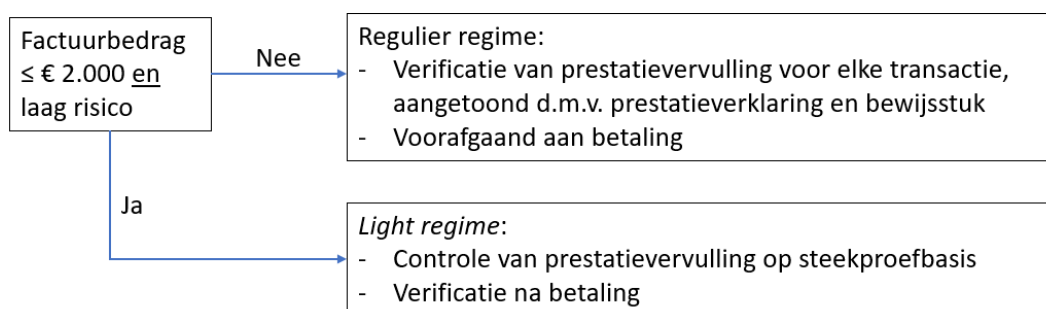 Factuurbedrag
≤ € 2.000 en
laag risico
Nee
Regulier regime:
- Verificatie van prestatievervulling voor elke transactie,
aangetoond d.m.v. prestatieverklaring en bewijsstuk
- Voorafgaand aan betaling
Ja
Light regime:
- Controle van prestatievervulling op steekproefbasis
- Verificatie na betaling